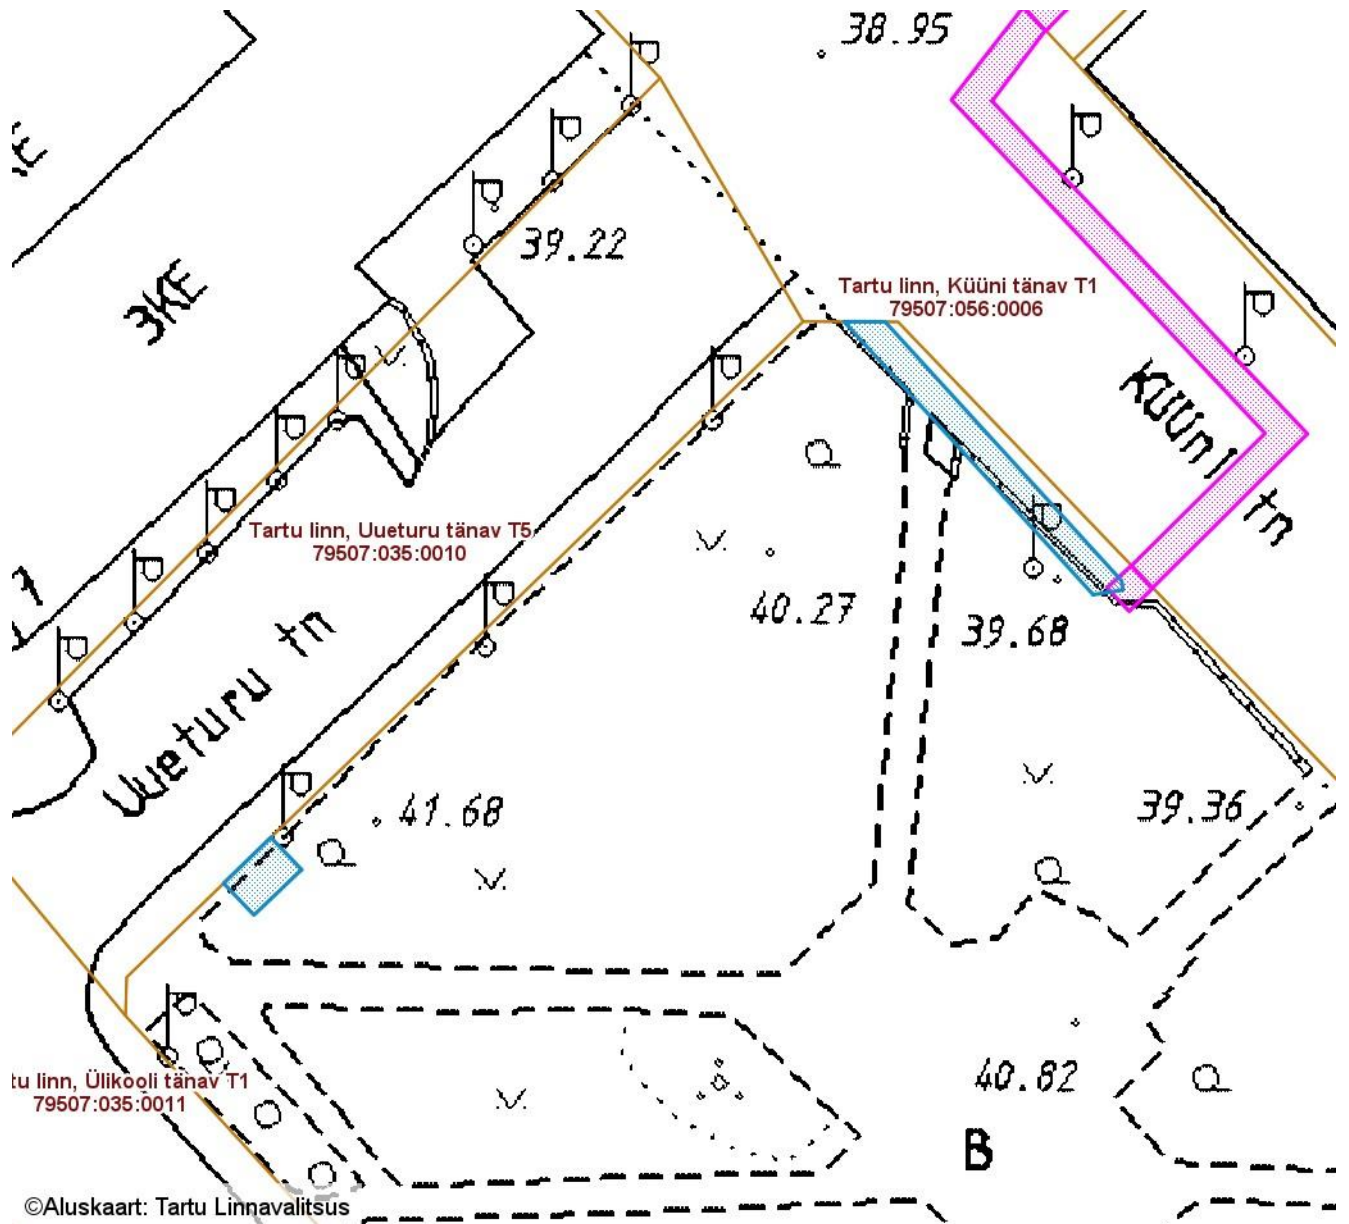 38.95
39.22
3KE
Tartu linn, Küüni tänav T1
79507:056:0006
Küüni tn
Tartu linn, Uueturu tänav T5
79507:035:0010
40.27
39.68
Uueturu tn
41.68
39.36
40.82
tu linn, Ülikooli tänav T1
79507:035:0011
B
©Aluskaart: Tartu Linnavalitsus